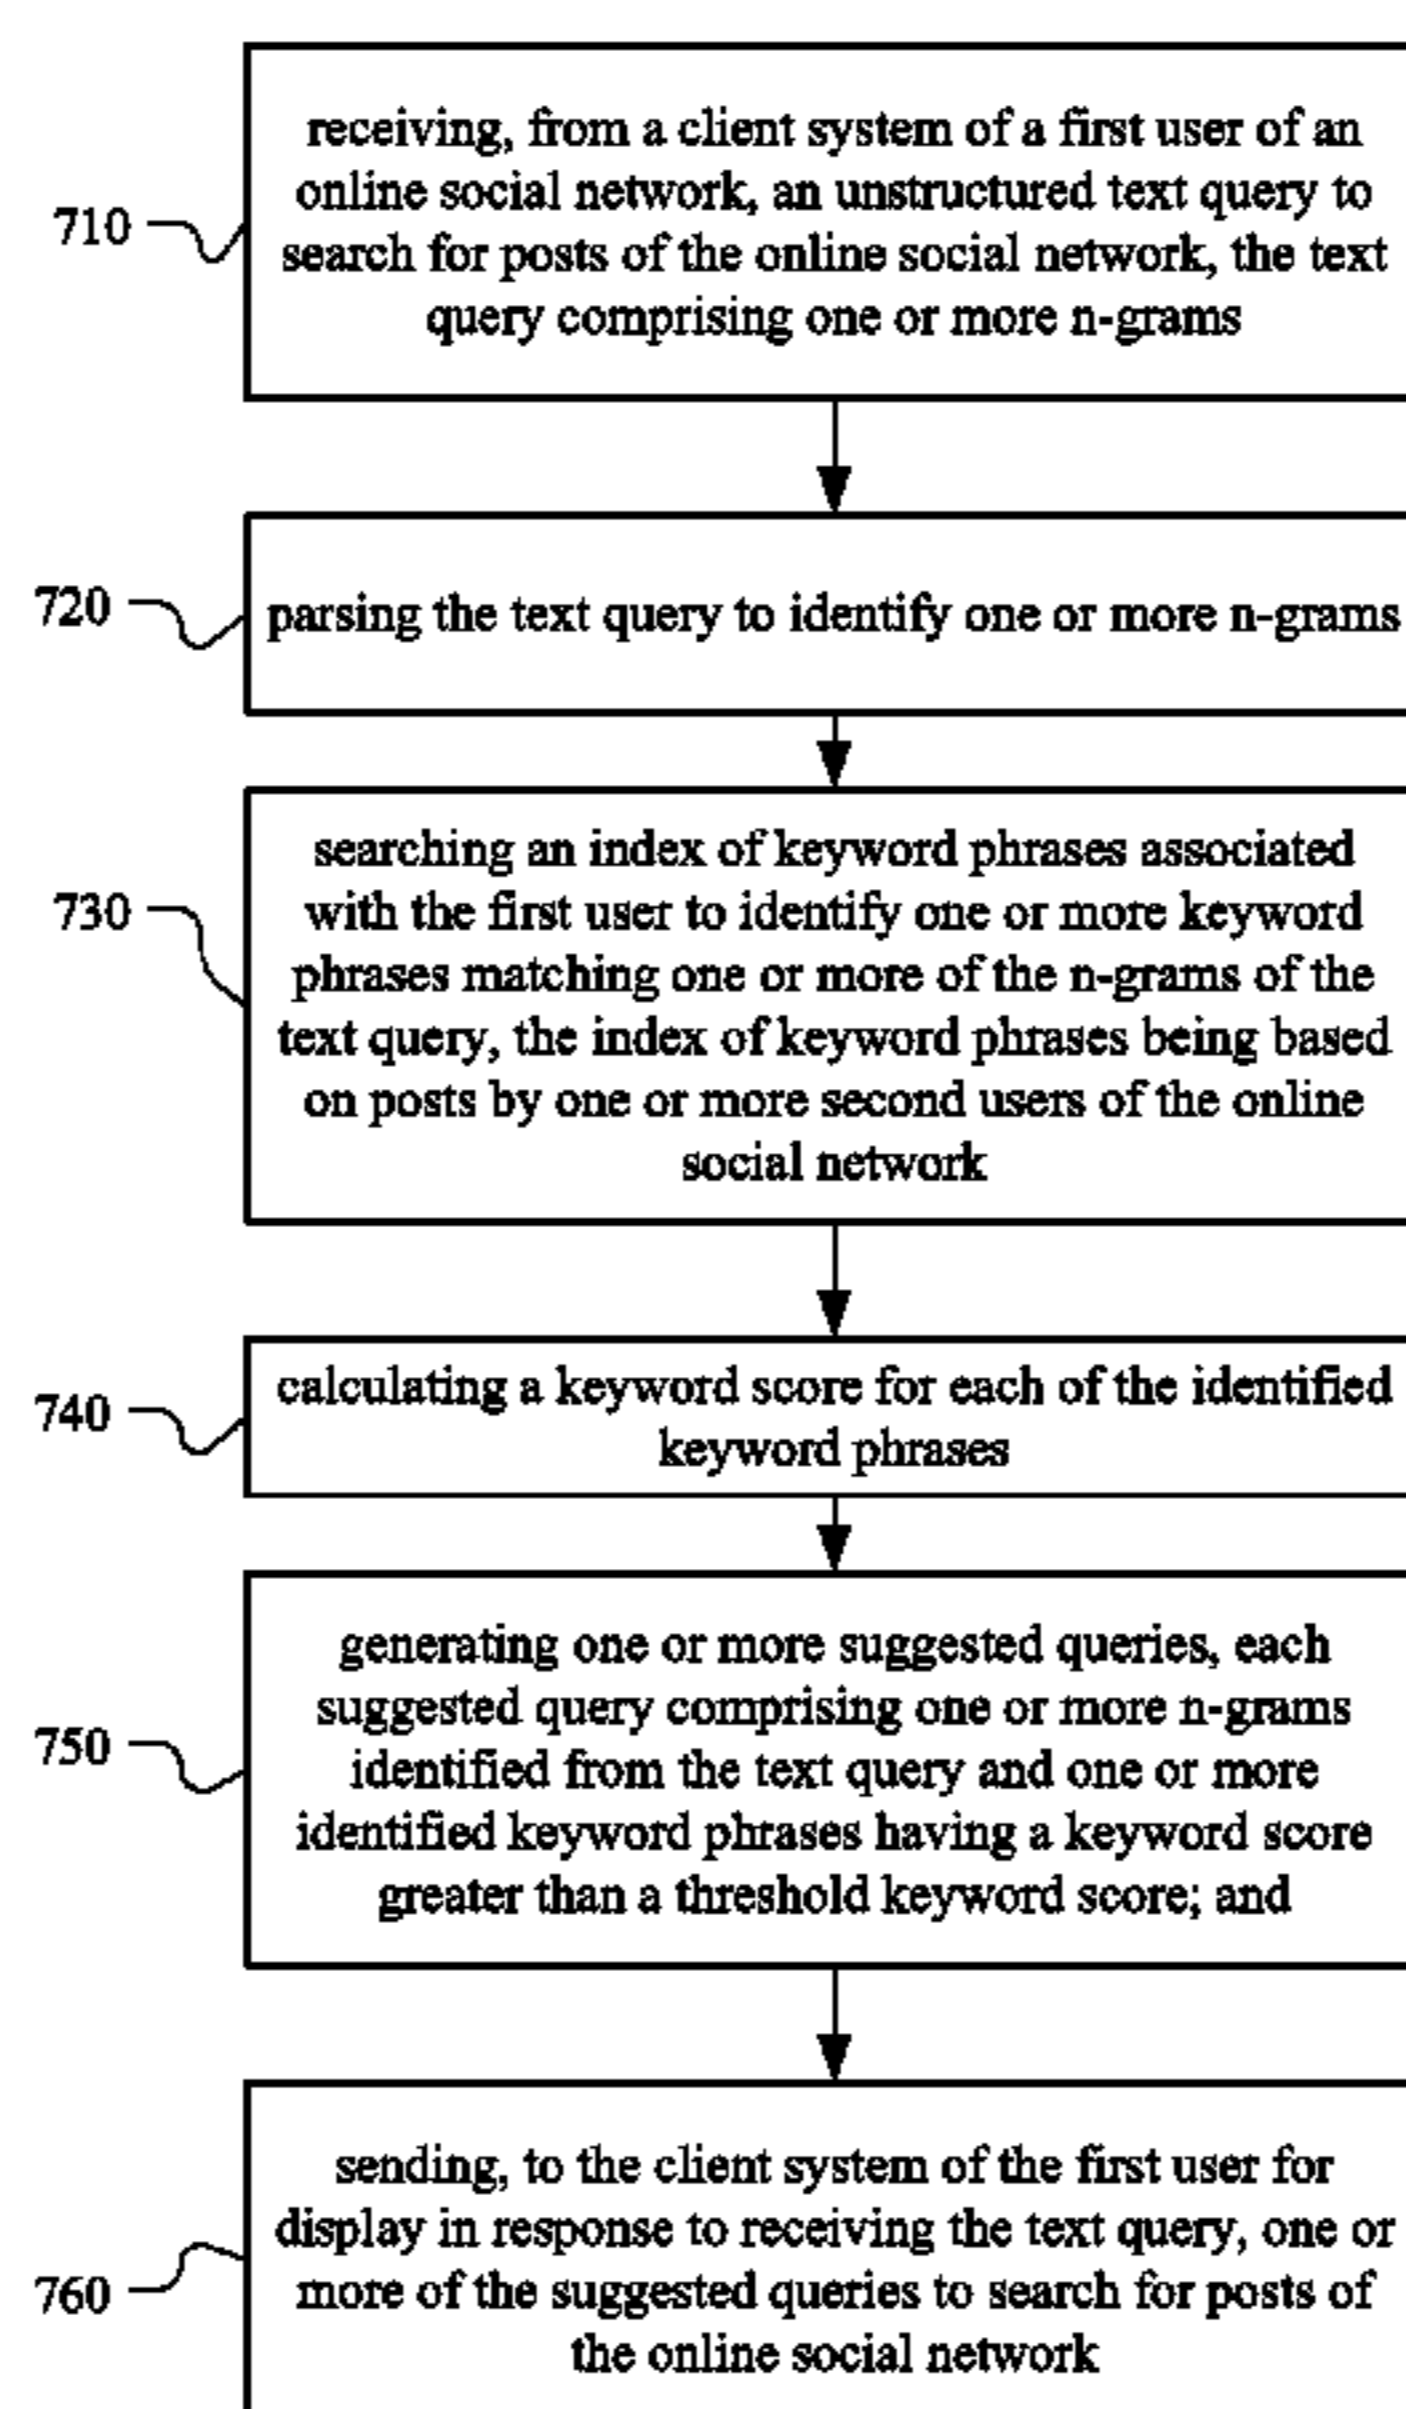 receiving, from a client system of a first user of an
online social network, an unstructured text query to
710
search for posts of the online social network, the text
query comprising one or more n-grams
720
parsing the text query to identify one or more n-grams
searching an index of keyword phrases associated
730
with the first user to identify one or more keyword
phrases matching one or more of the n-grams of the
text query, the index of keyword phrases being based
on posts by one or more second users of the online
social network
740
calculating a keyword score for each of the identified
keyword phrases
generating one or more suggested queries, each
suggested query comprising one or more n-grams
750
identified from the text query and one or more
identified keyword phrases having a keyword score
greater than a threshold keyword score; and
sending, to the client system of the first user for
display in response to receiving the text query, one or
760
more of the suggested queries to search for posts of
the online social network